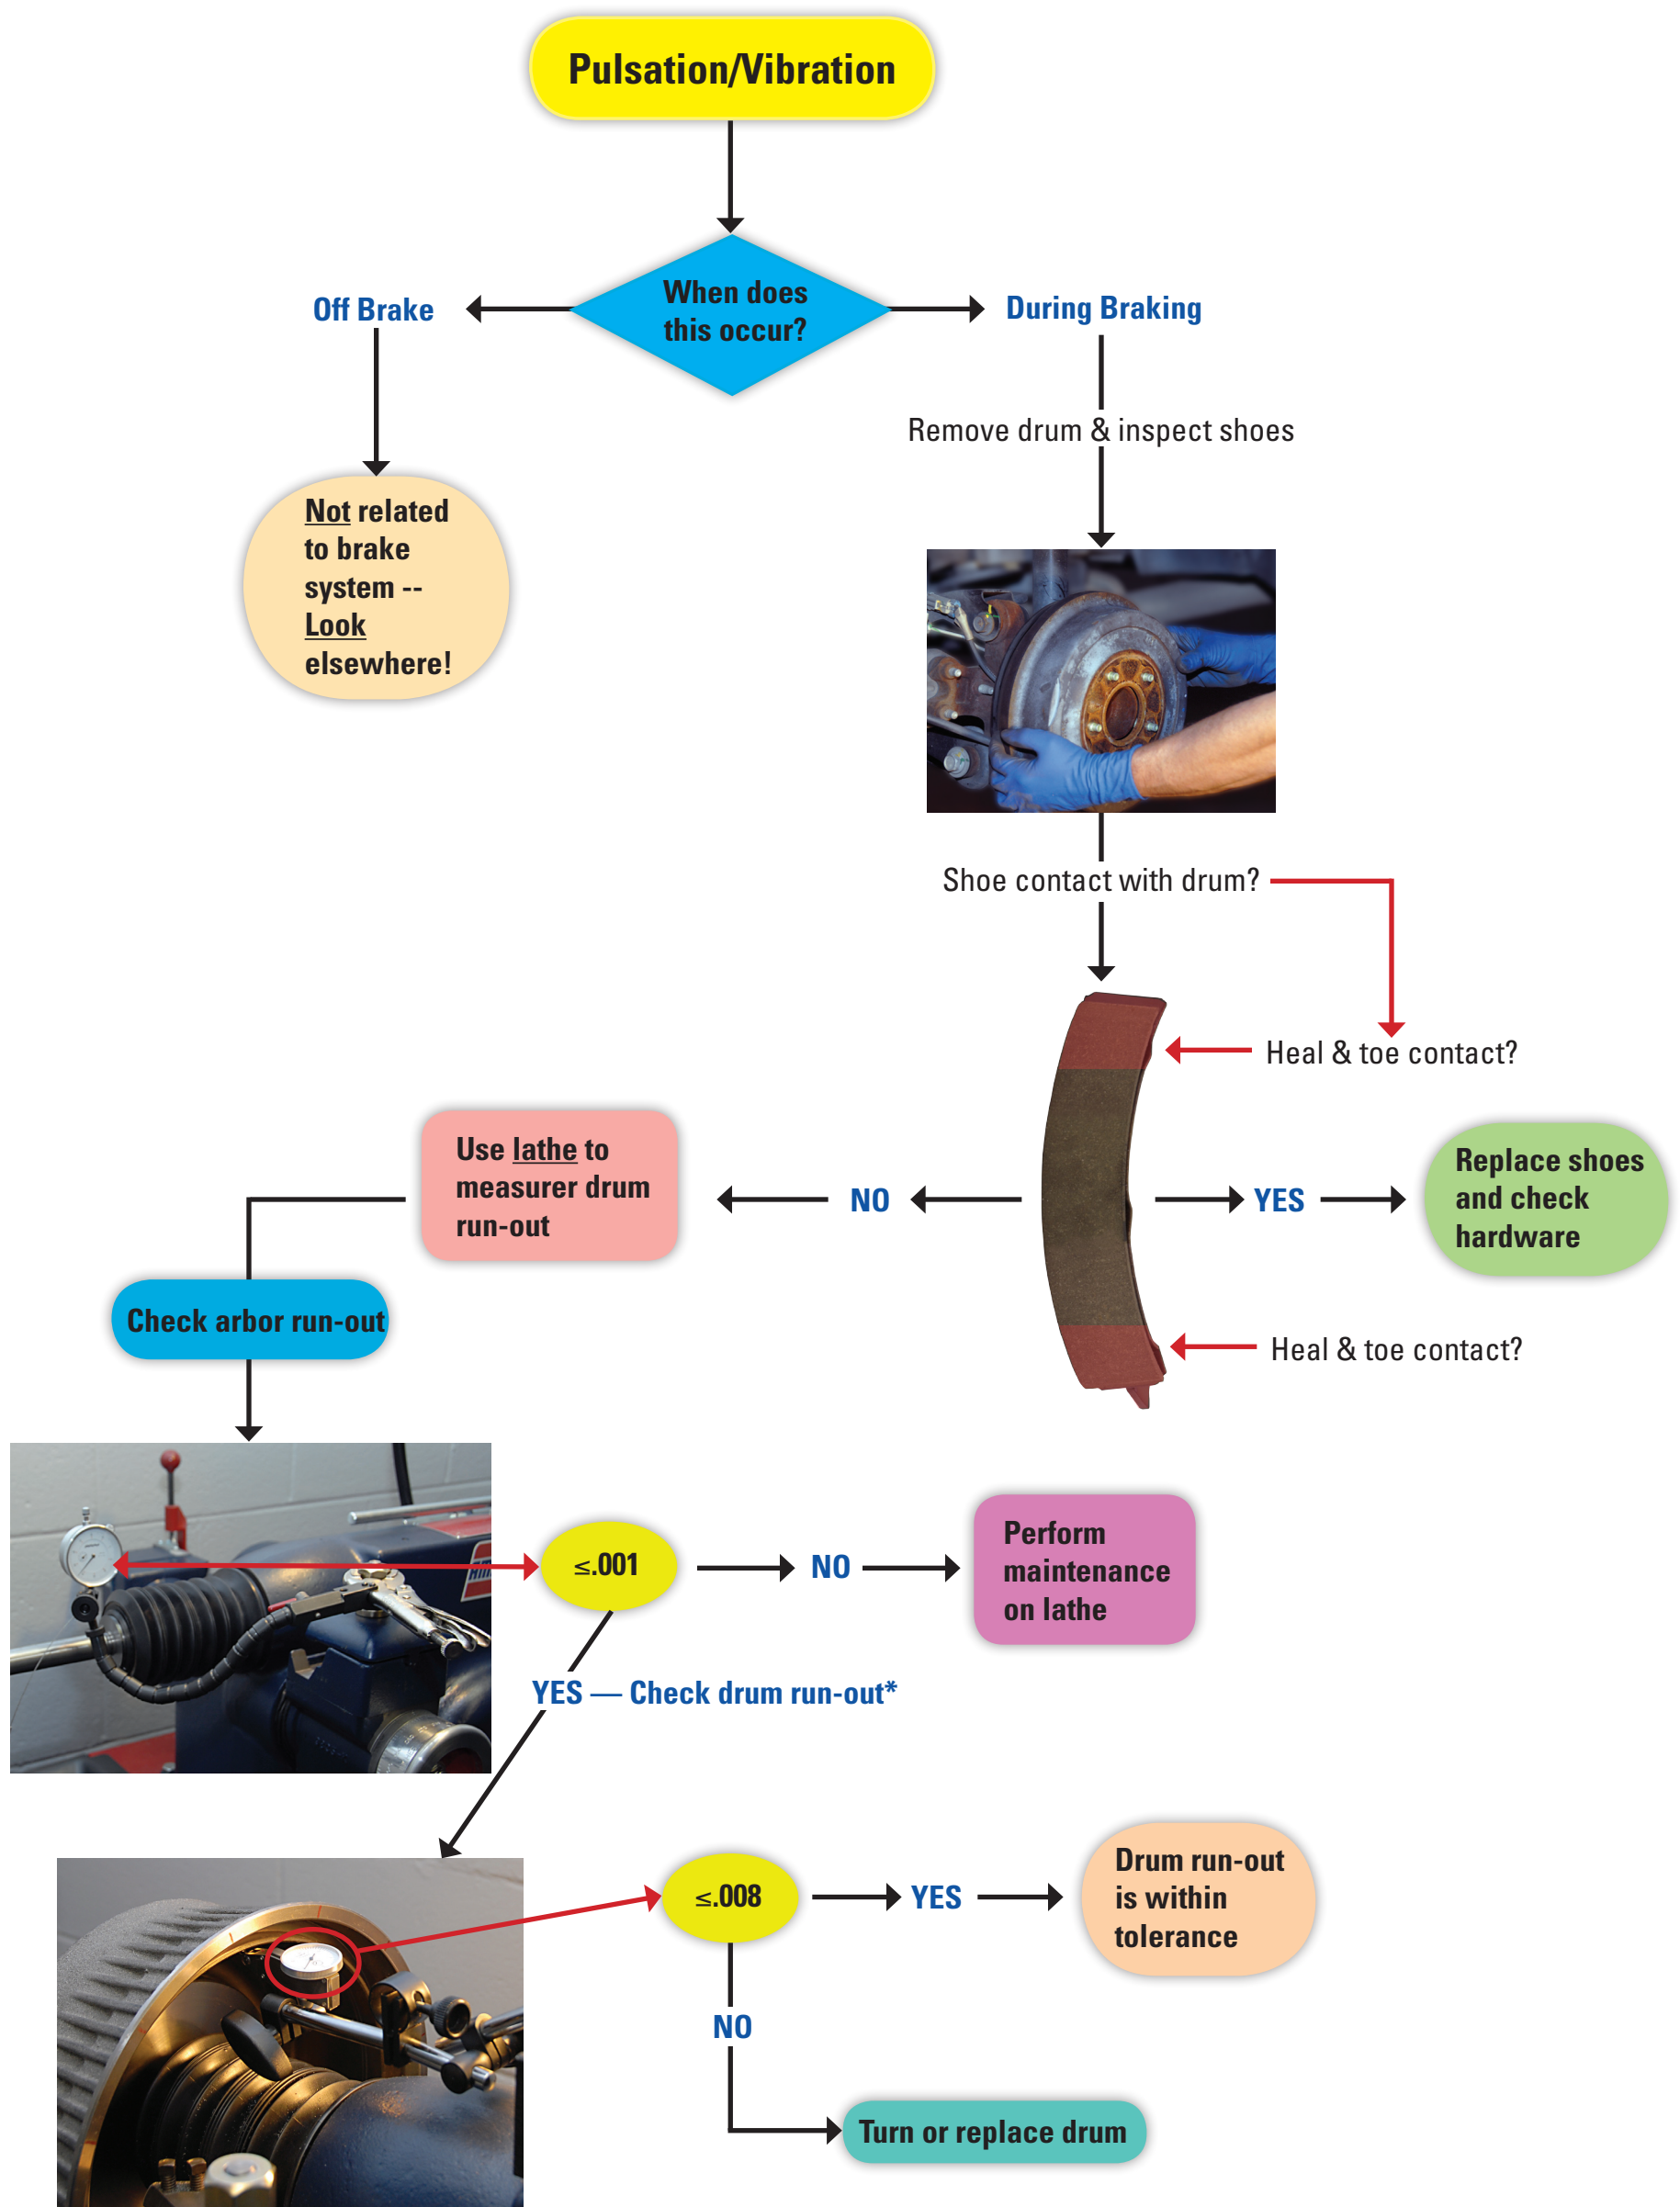 Pulsation/Vibration
When does
this occur?
Off Brake
During Braking
Remove drum & inspect shoes
Not related
to brake
system --
Look
elsewhere!
Shoe contact with drum?
Heal & toe contact?
Use lathe to
measurer drum
run-out
NO
YES
Replace shoes
and check
hardware
Check arbor run-out
Heal & toe contact?
≤.001
NO
Perform
maintenance
on lathe
YES — Check drum run-out*
≤.008
YES
Drum run-out
is within
tolerance
NO
Turn or replace drum